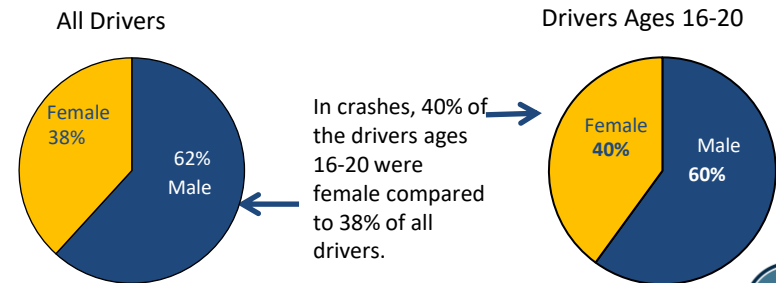 All Drivers
Female
38%
62%
Male
In crashes, 40% of
the drivers ages
16-20 were
female compared
to 38% of all
drivers.
Drivers Ages 16-20
Female
40%
Male
60%